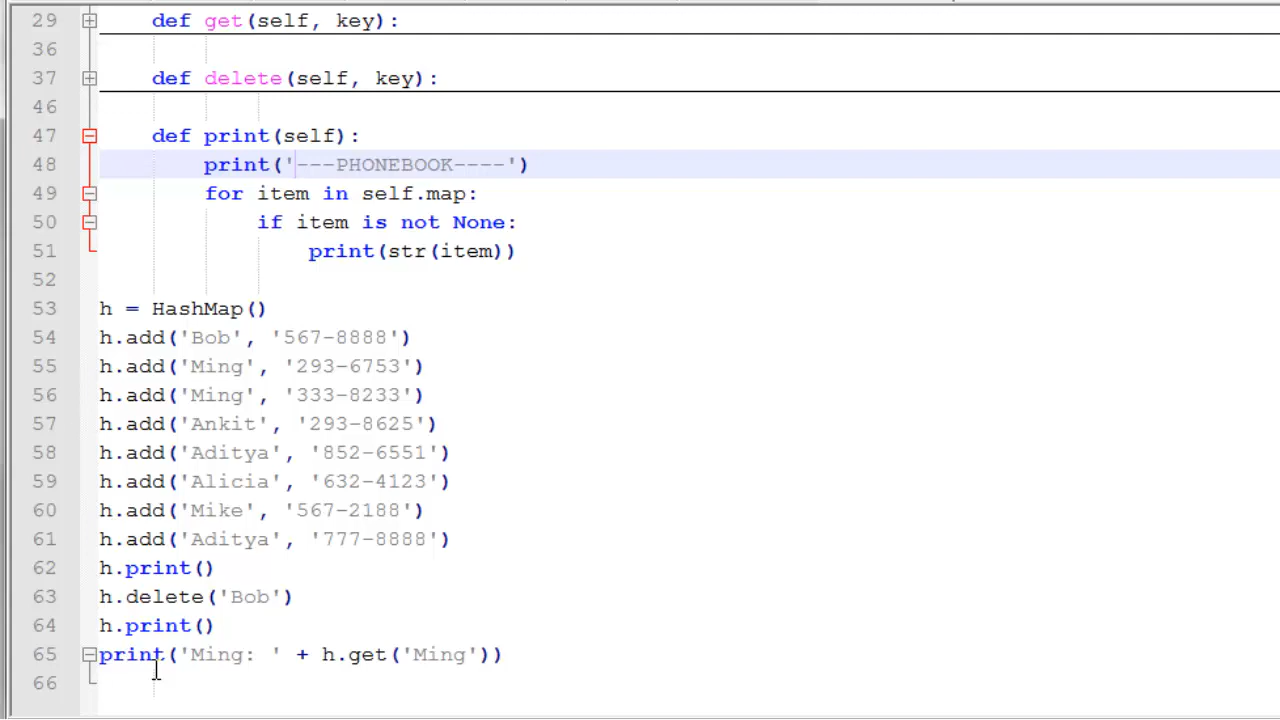 29 def get(self, key):
36
37 def delete(self, key):
46
47 def print(self):
48 print('---PHONEBOOK----')
49 for item in self.map:
50 if item is not None:
51 print(str(item))
52
53 h = HashMap()
54 h.add('Bob', '567-8888')
55 h.add('Ming', '293-6753')
56 h.add('Ming', '333-8233')
57 h.add('Ankit', '293-8625')
58 h.add('Aditya', '852-6551')
59 h.add('Alicia', '632-4123')
60 h.add('Mike', '567-2188')
61 h.add('Aditya', '777-8888')
62 h.print()
63 h.delete('Bob')
64 h.print()
65 print('Ming: ' + h.get('Ming'))
66